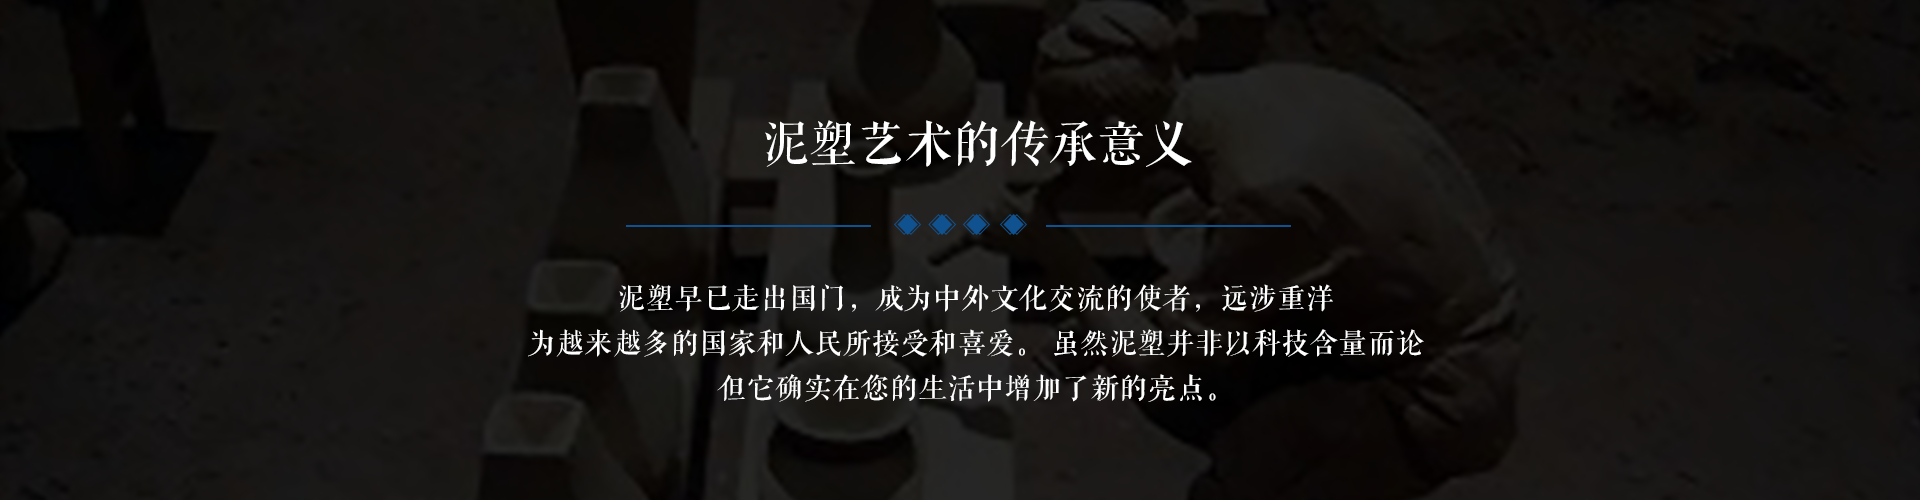 泥塑艺术的传承意义
泥塑早已走出国门，成为中外文化交流的使者，远涉重洋
为越来越多的国家和人民所接受和喜爱。 虽然泥塑并非以科技含量而论
但它确实在您的生活中增加了新的亮点。